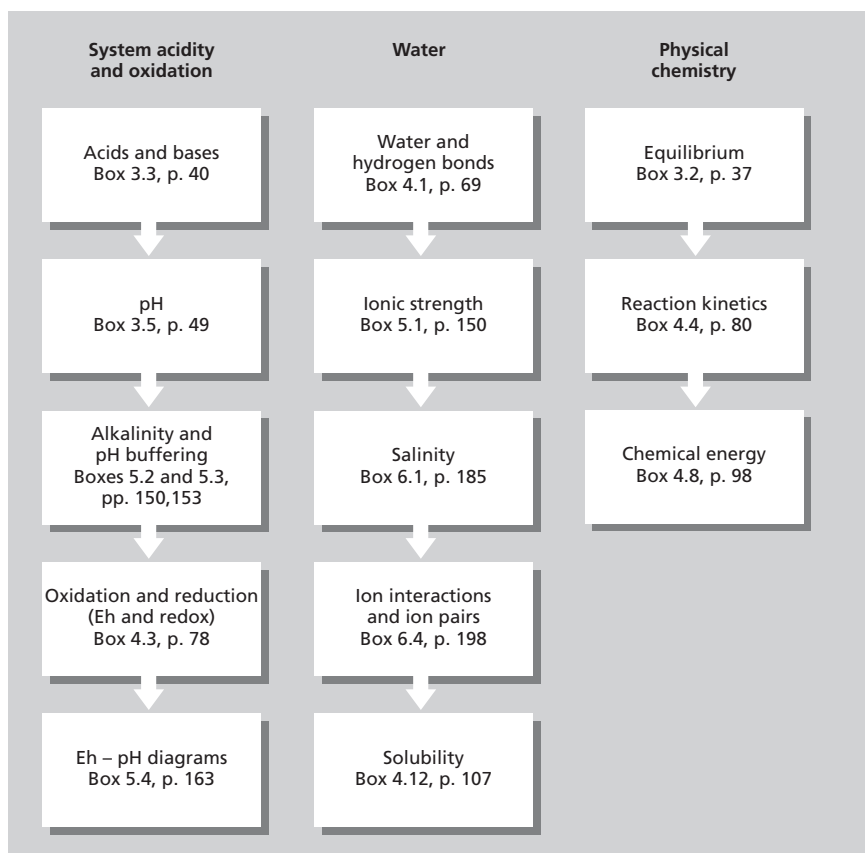 System acidity
and oxidation
Acids and bases
Box 3.3, p. 40
pH
Box 3.5, p. 49
Alkalinity and
pH buffering
Boxes 5.2 and 5.3,
pp. 150,153
Oxidation and reduction
(Eh and redox)
Box 4.3, p. 78
Eh – pH diagrams
Box 5.4, p. 163
Water
Water and
hydrogen bonds
Box 4.1, p. 69
Ionic strength
Box 5.1, p. 150
Salinity
Box 6.1, p. 185
Ion interactions
and ion pairs
Box 6.4, p. 198
Solubility
Box 4.12, p. 107
Physical
chemistry
Equilibrium
Box 3.2, p. 37
Reaction kinetics
Box 4.4, p. 80
Chemical energy
Box 4.8, p. 98